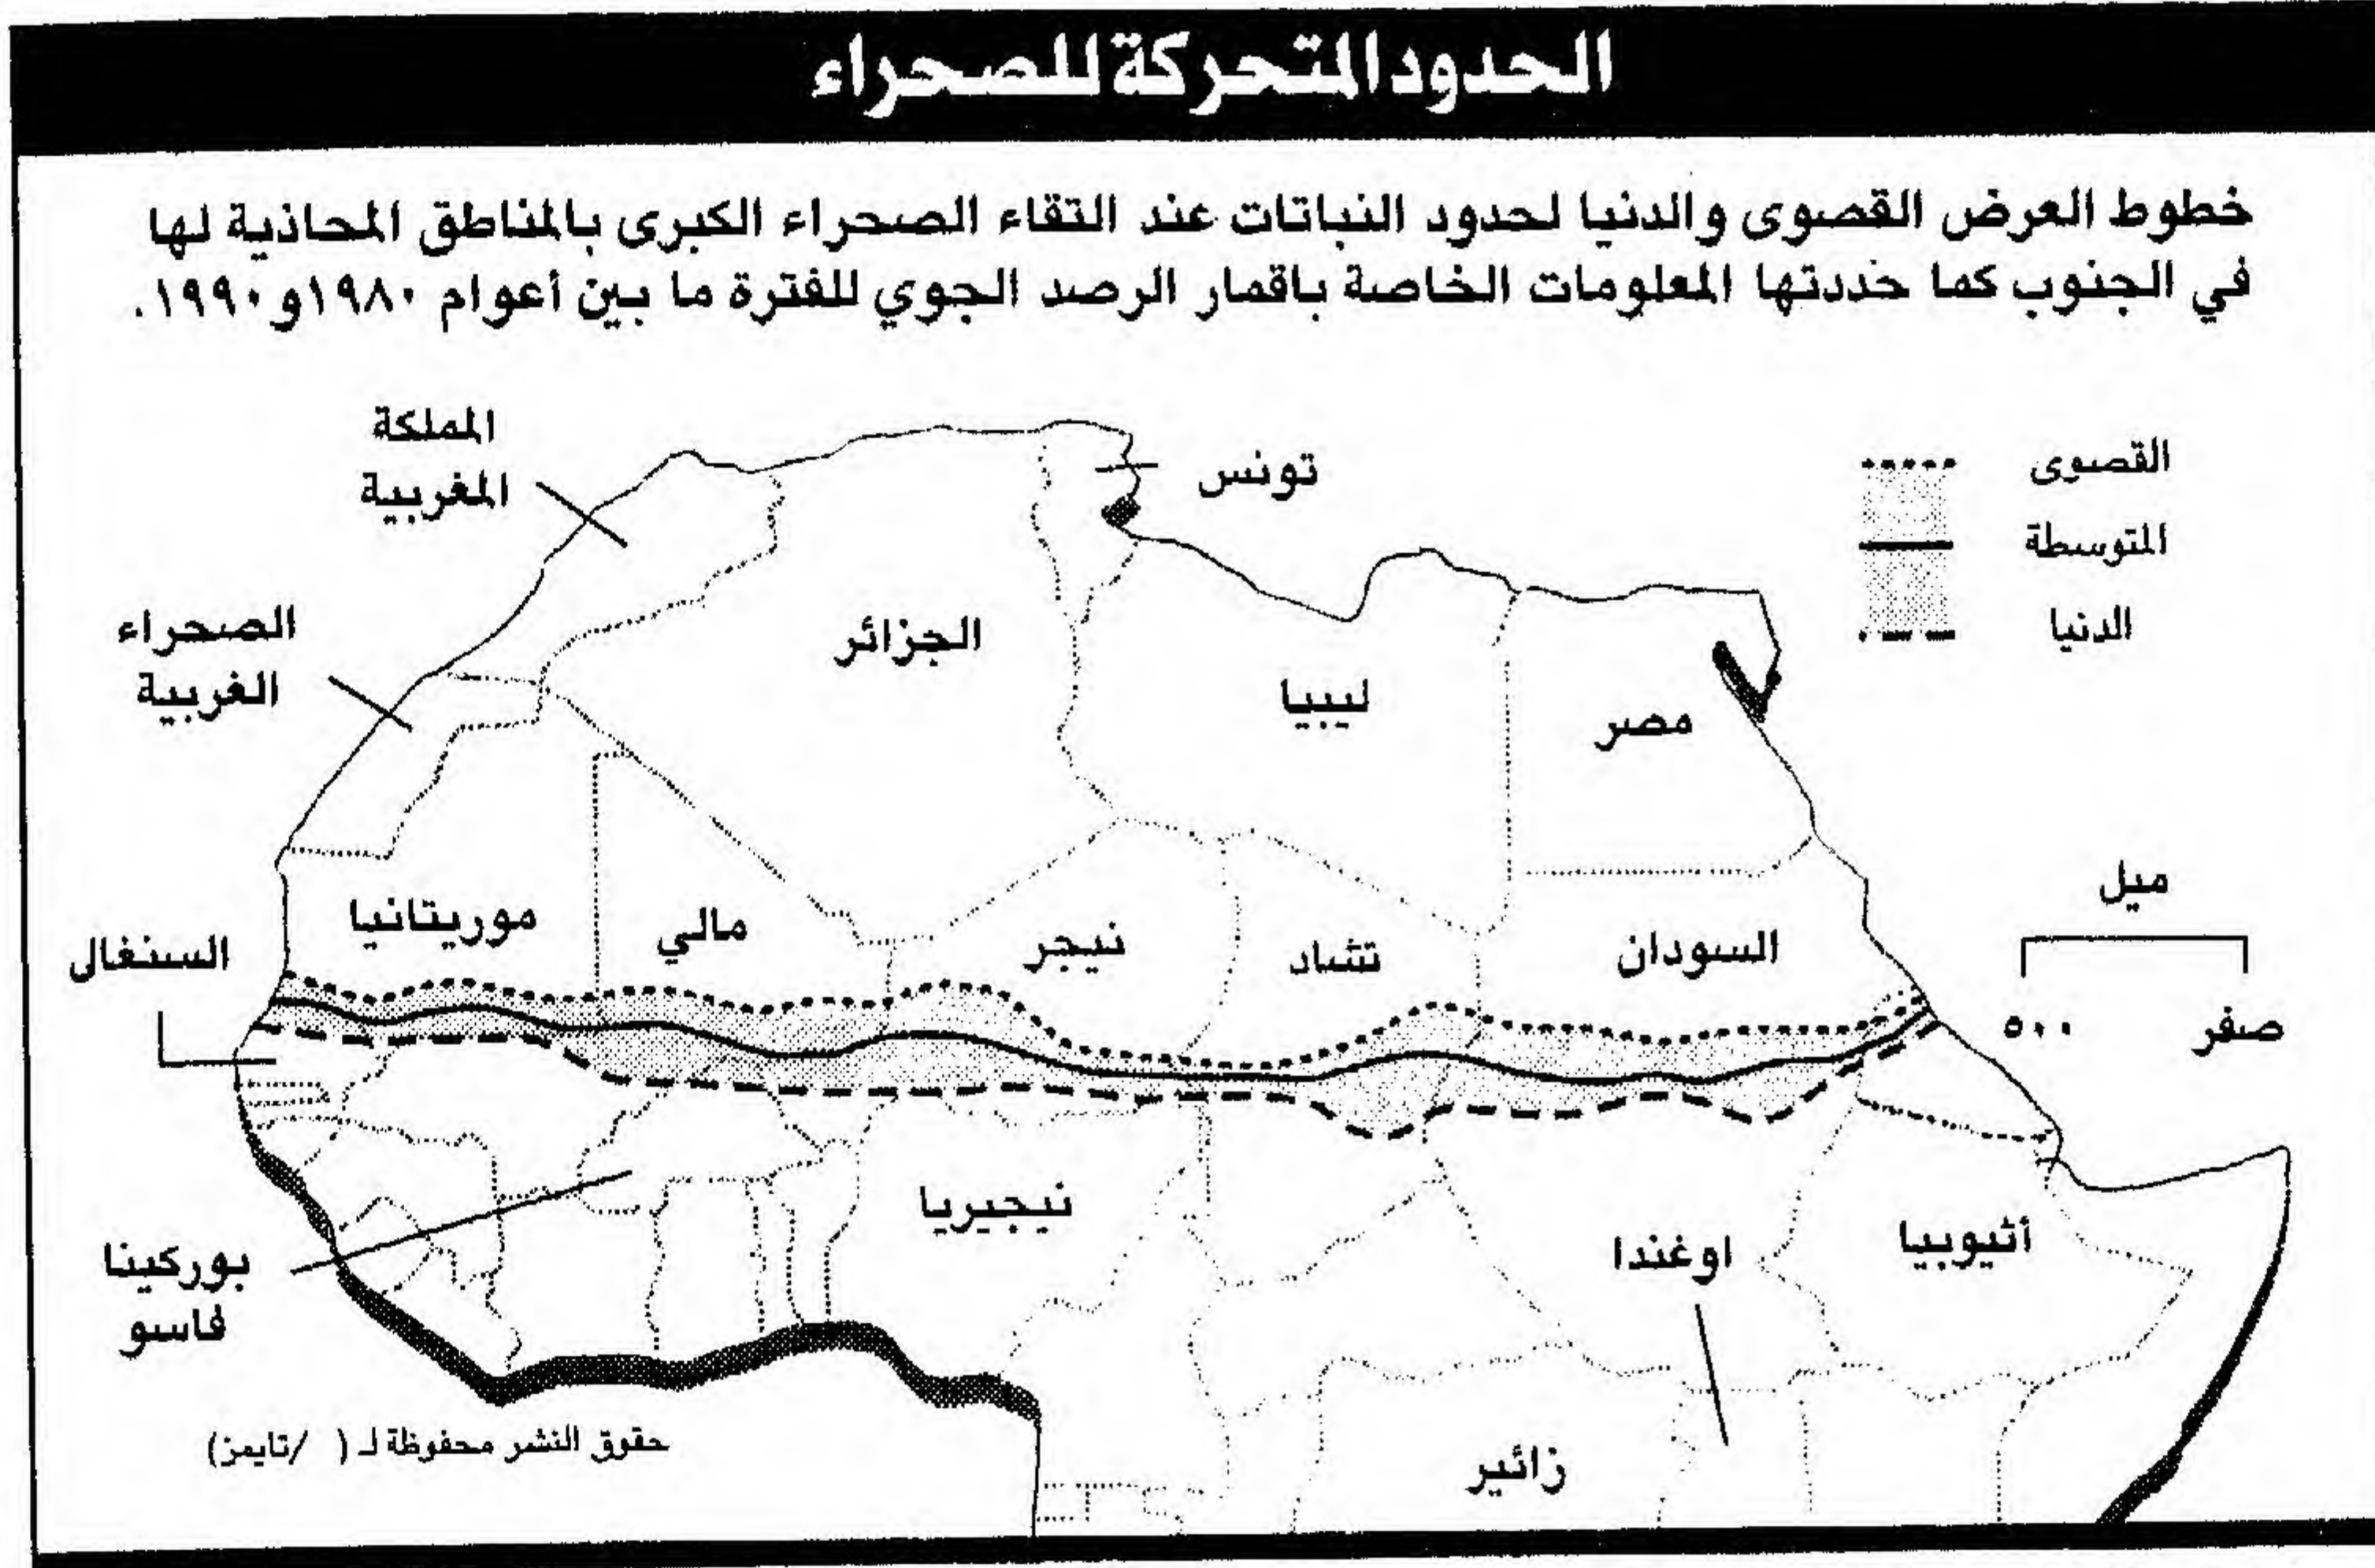 الحدود المتحركة للصحراء
خطوط العرض القصوى والدنيا لحدود النباتات عند التقاء الصحراء الكبرى بالمناطق المحاذية لها
في الجنوب كما حددتها المعلومات الخاصة باقمار الرصد الجوي للفترة ما بين أعوام ١٩٨٠و١٩٩٠.
القصوى
المتوسطة
الدنيا
المملكة
المغربية
تونس
الصحراء
الغربية
الجزائر
ليبيا
مصر
ميل
صفر ٥٠٠
السودان
تشاد
نيجر
مالي
موريتانيا
السنغال
نيجيريا
اوغندا
أثيوبيا
بوركينا
فاسو
زائير
حقوق النشر محفوظة لـ ( /تايمز)